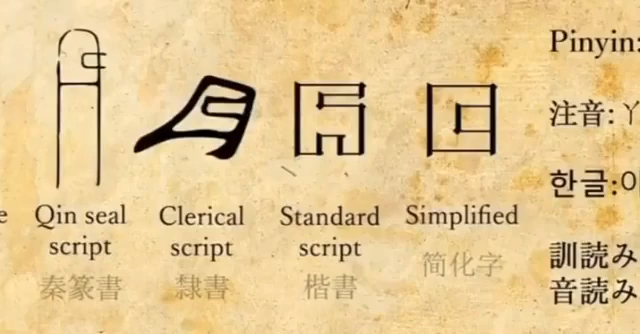 Pinyin:
注音: ㄚ
한글:아
訓読み
音読み
Qin seal script
秦篆書
Clerical script
隸書
Standard script
楷書
Simplified
简化字